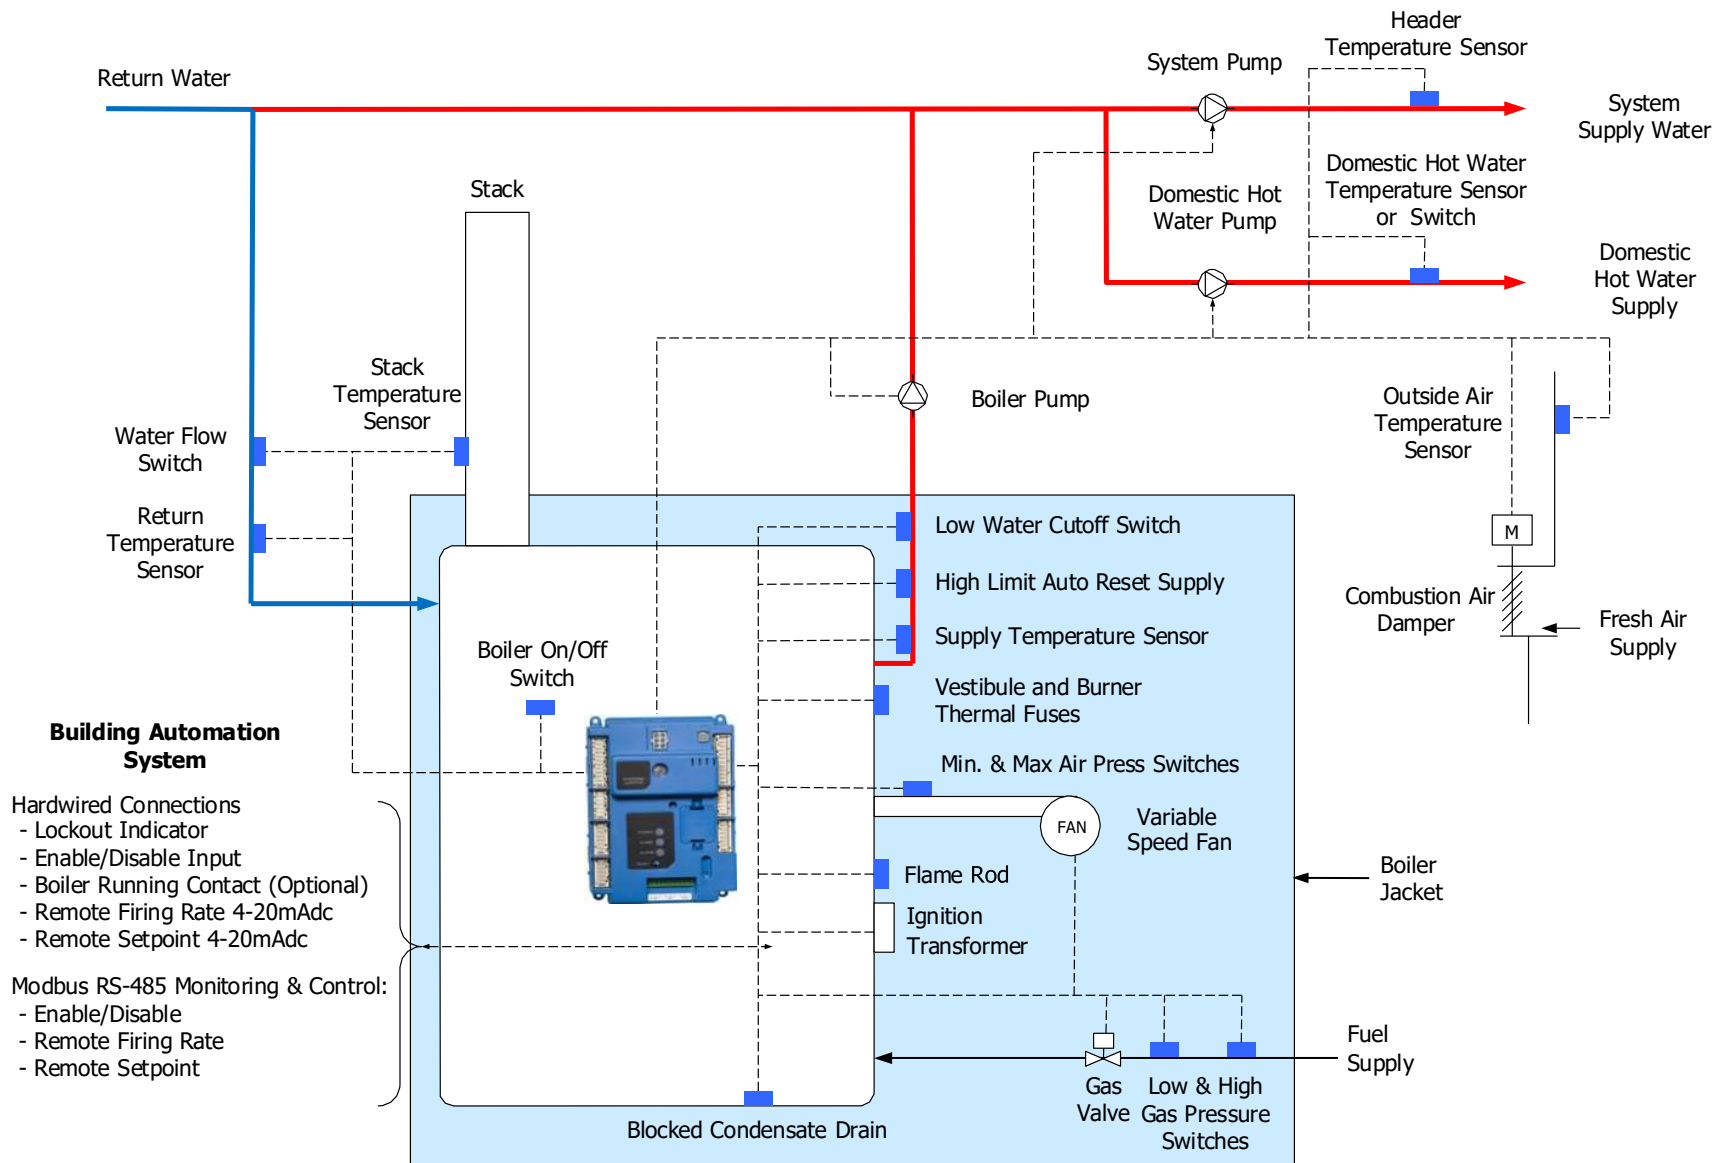 Header
Temperature Sensor
System Pump
Return Water
System
Supply Water
Domestic Hot Water
Temperature Sensor
or Switch
Stack
Domestic Hot
Water Pump
Domestic
Hot Water
Supply
Stack
Temperature
Sensor
Boiler Pump
Outside Air
Temperature
Sensor
Water Flow
Switch
Return
Temperature
Sensor
Low Water Cutoff Switch
M
High Limit Auto Reset Supply
Combustion Air
Damper
Fresh Air
Supply
Supply Temperature Sensor
Boiler On/Off
Switch
Vestibule and Burner
Thermal Fuses
Building Automation
System
Min. & Max Air Press Switches
Hardwired Connections
- Lockout Indicator
- Enable/Disable Input
- Boiler Running Contact (Optional)
- Remote Firing Rate 4-20mAdc
- Remote Setpoint 4-20mAdc
FAN
Variable
Speed Fan
Flame Rod
Boiler
Jacket
Ignition
Transformer
Modbus RS-485 Monitoring & Control:
- Enable/Disable
- Remote Firing Rate
- Remote Setpoint
Fuel
Supply
Gas
Valve
Low & High
Gas Pressure
Switches
Blocked Condensate Drain